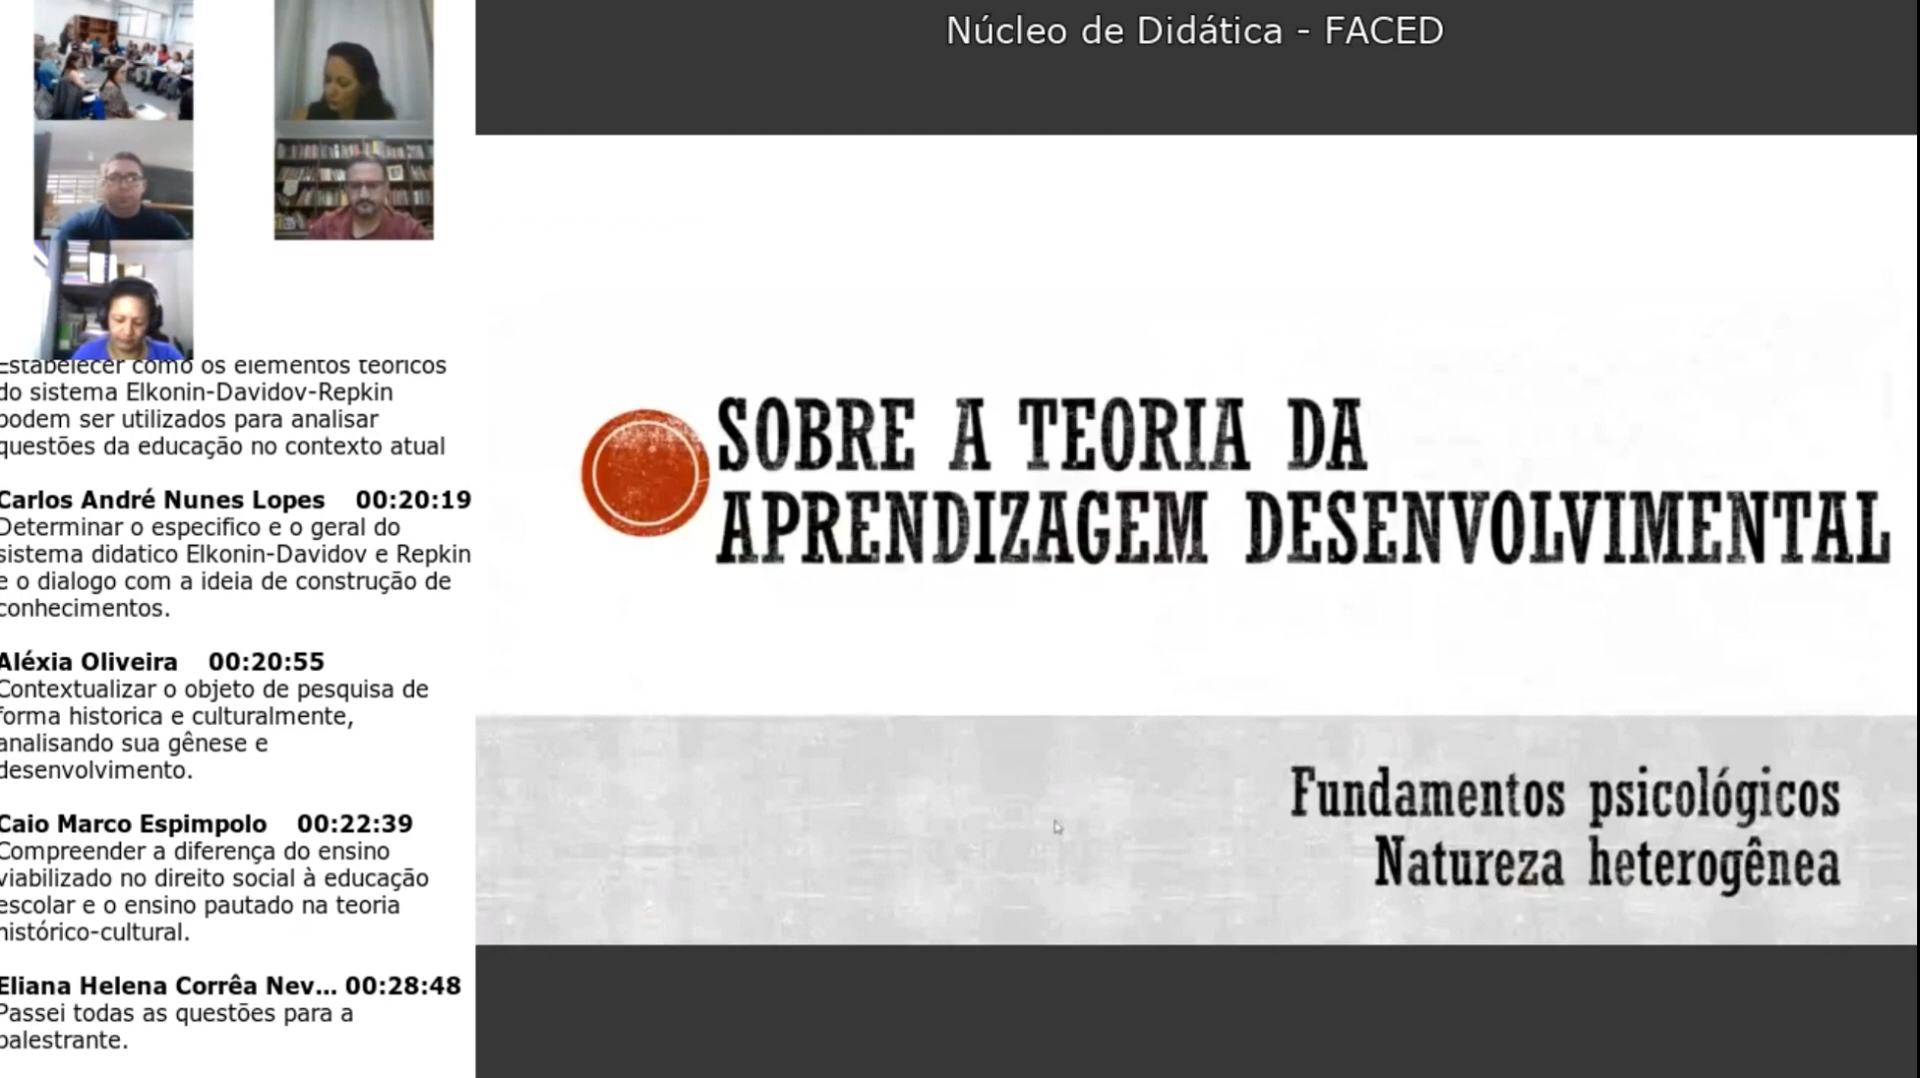 Núcleo de Didática - FACED
Estabelecer como os elementos teóricos
do sistema Elkonin-Davidov-Repkin
podem ser utilizados para analisar
questões da educação no contexto atual
Carlos André Nunes Lopes 00:20:19
Determinar o especifico e o geral do
sistema didatico Elkonin-Davidov e Repkin
e o dialogo com a ideia de construção de
conhecimentos.
Aléxia Oliveira 00:20:55
Contextualizar o objeto de pesquisa de
forma historica e culturalmente,
analisando sua gênese e
desenvolvimento.
Caio Marco Espimpolo 00:22:39
Compreender a diferença do ensino
viabilizado no direito social à educação
escolar e o ensino pautado na teoria
histórico-cultural.
Eliana Helena Corrêa Nev... 00:28:48
Passei todas as questões para a
palestrante.
SOBRE A TEORIA DA
APRENDIZAGEM DESENVOLVIMENTAL
Fundamentos psicológicos
Natureza heterogênea